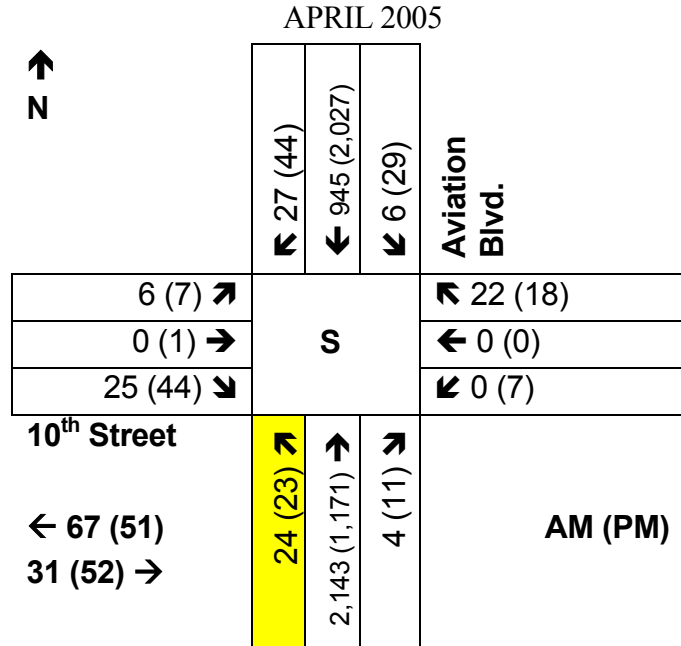 APRIL 2005
N
↙ 27 (44)
↓ 945 (2,027)
↘ 6 (29)
Aviation
Blvd.
6 (7) ↗
0 (1) →
25 (44) ↘
S
↖ 22 (18)
← 0 (0)
↙ 0 (7)
10th Street
← 67 (51)
31 (52) →
24 (23) ↖
2,143 (1,171) ↑
4 (11) ↗
AM (PM)